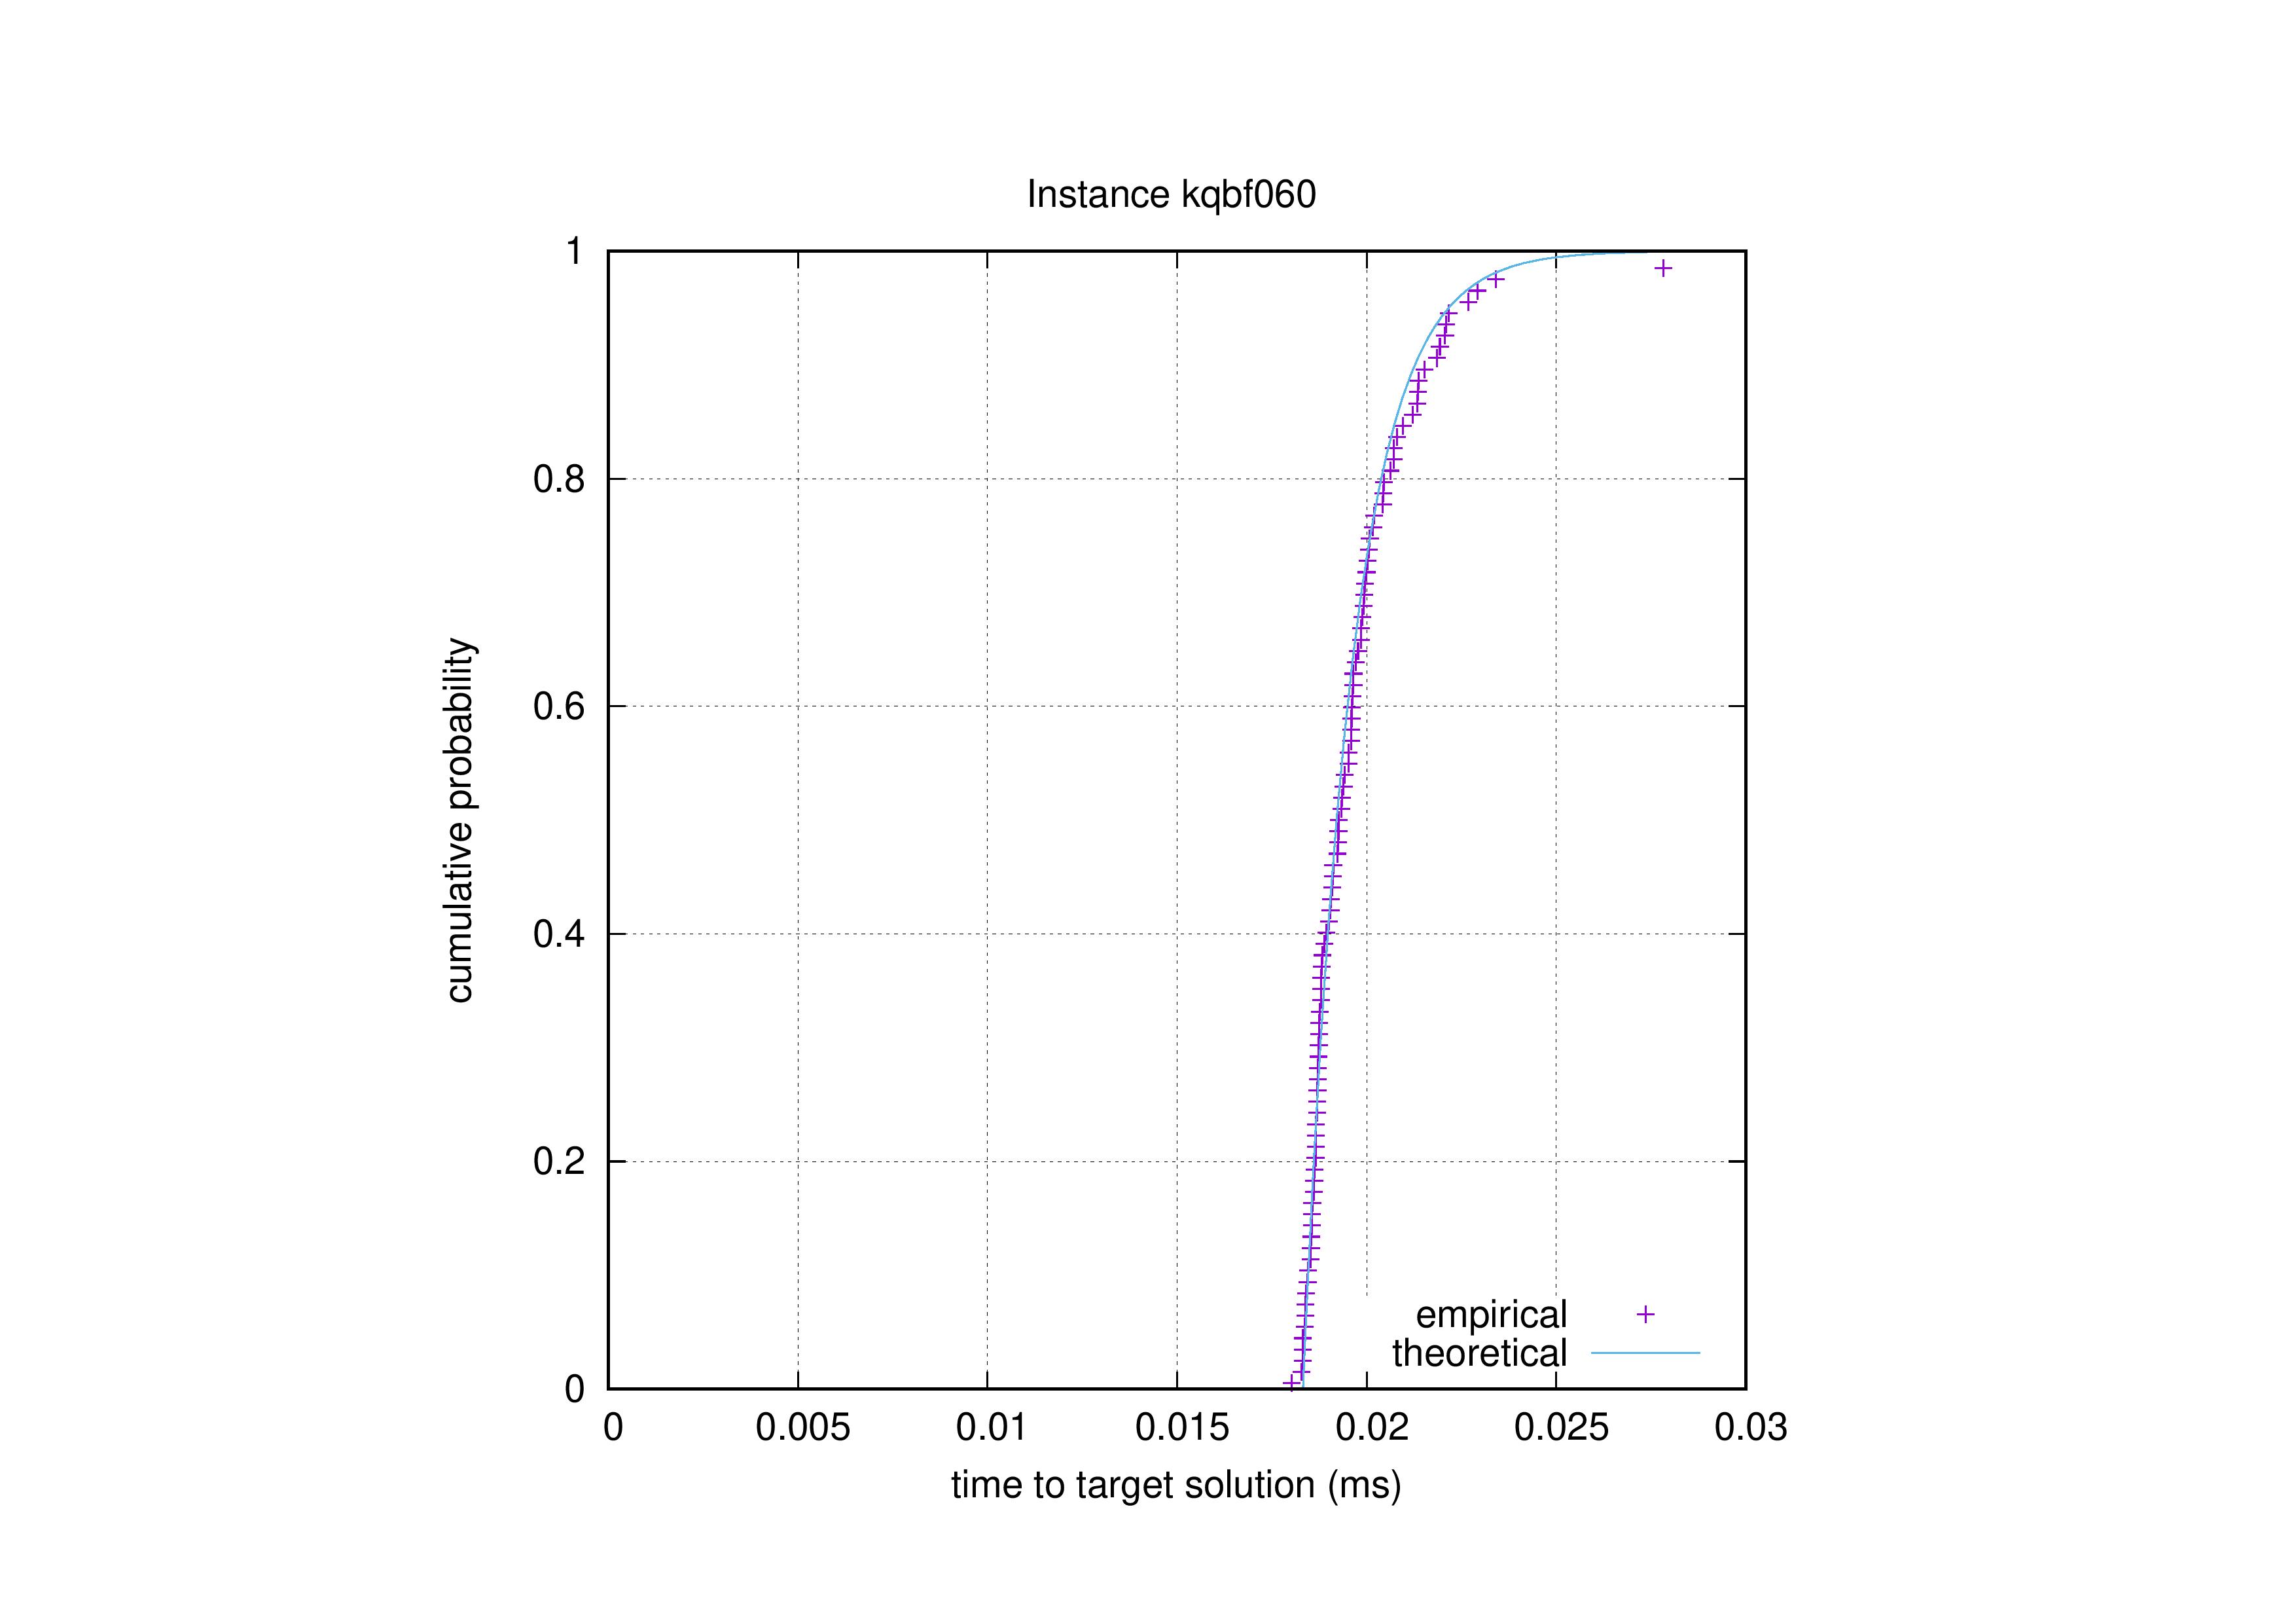 Instance kqbf060
1
0.8
0.6
0.4
0.2
0
cumulative probability
empirical
theoretical
0 0.005 0.01 0.015 0.02 0.025 0.03
time to target solution (ms)